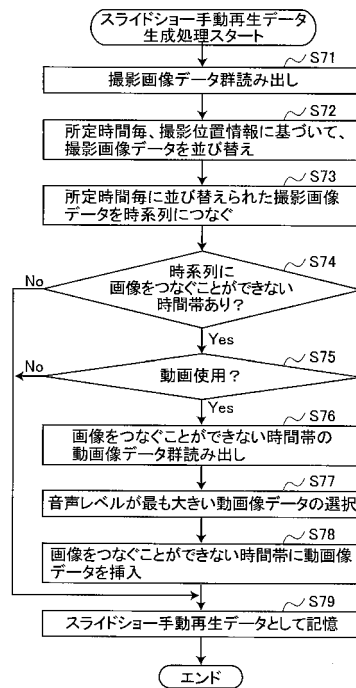 スライドショー手動再生データ
生成処理スタート
S71
撮影画像データ群読み出し
S72
所定時間毎、撮影位置情報に基づいて、
撮影画像データを並び替え
S73
所定時間毎に並び替えられた撮影画像
データを時系列につなぐ
S74
No
時系列に
画像をつなぐことができない
時間帯あり?
Yes
S75
No
動画使用?
Yes
S76
画像をつなぐことができない時間帯の
動画像データ群読み出し
S77
音声レベルが最も大きい動画像データの選択
S78
画像をつなぐことができない時間帯に動画像
データを挿入
S79
スライドショー手動再生データとして記憶
エンド